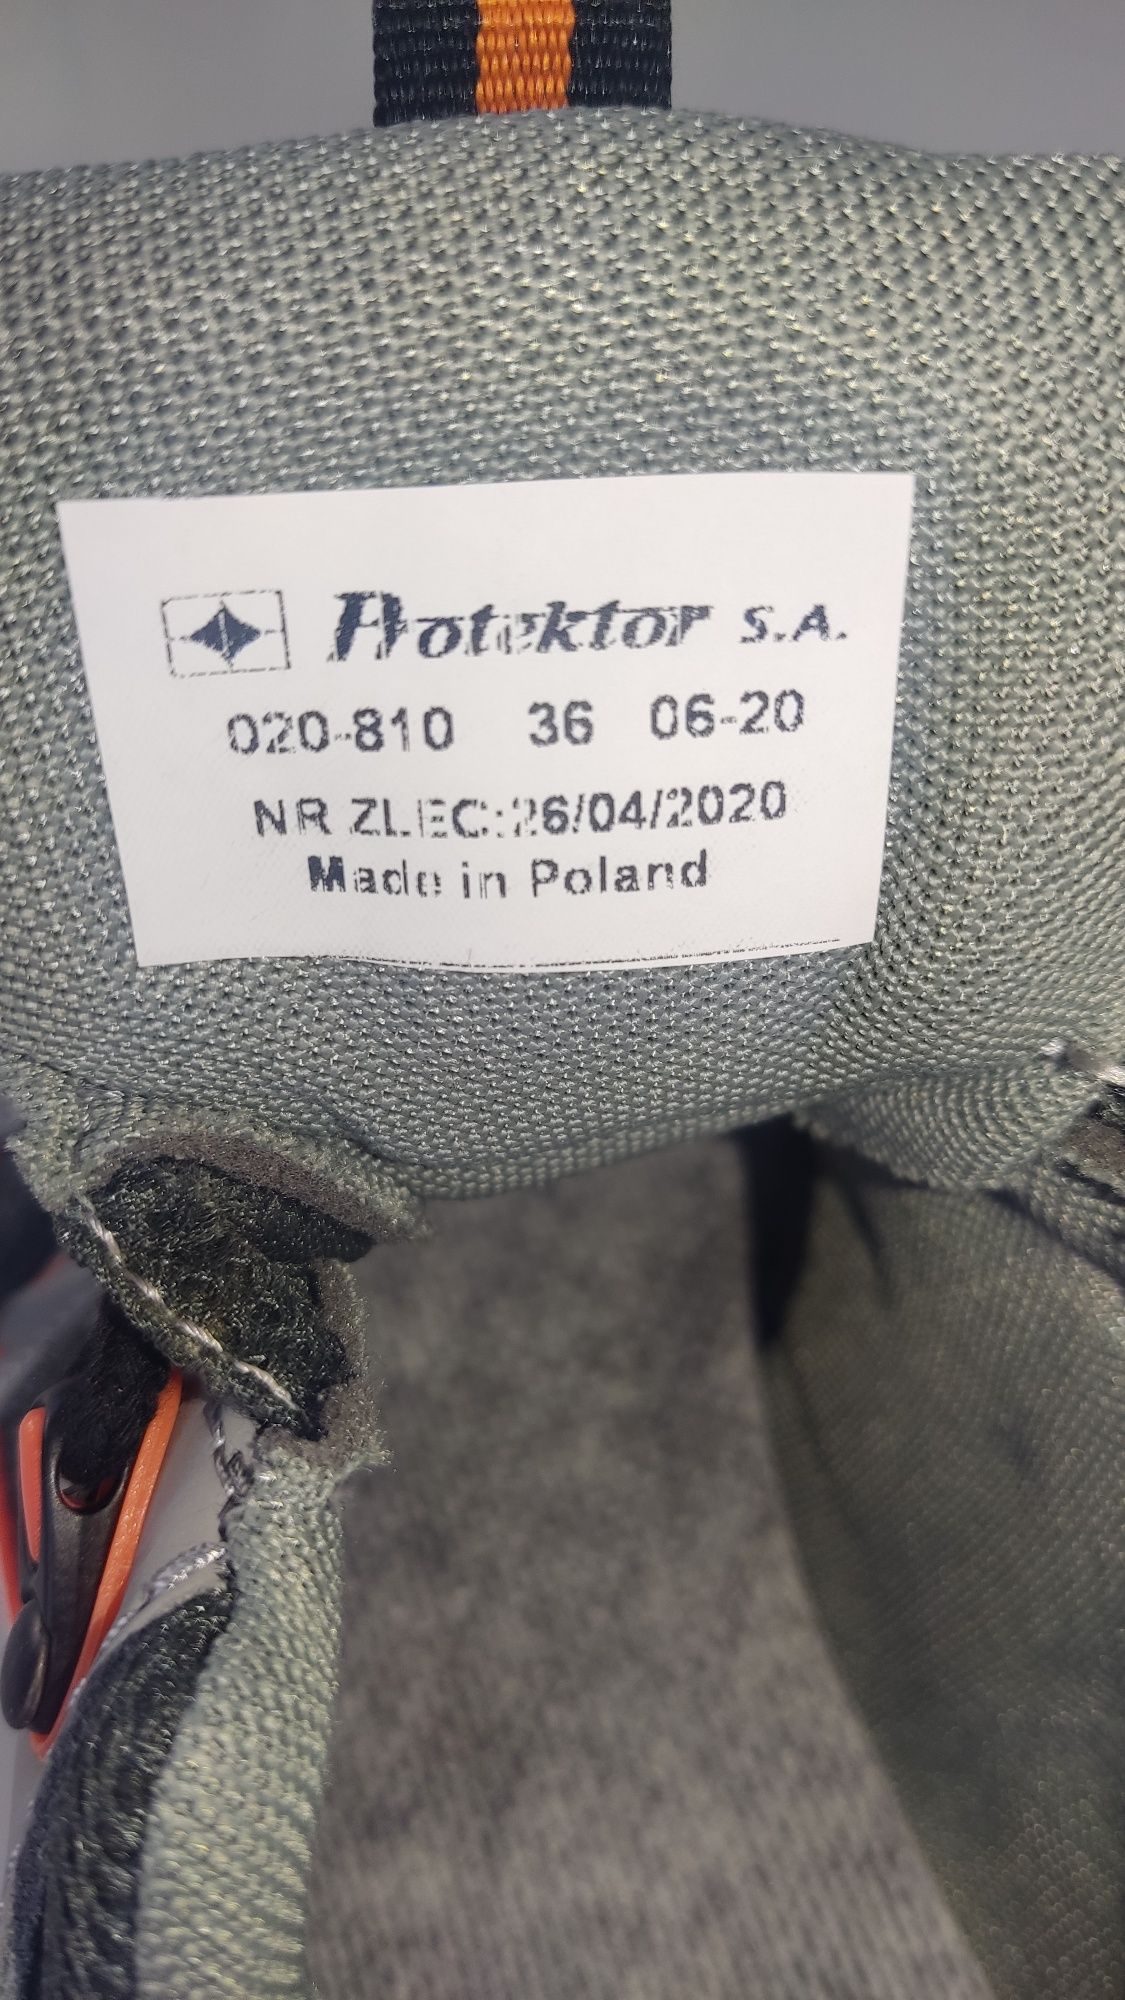 Protektor S.A.
020-810 36 06-20
NR ZLEC:26/04/2020
Made in Poland